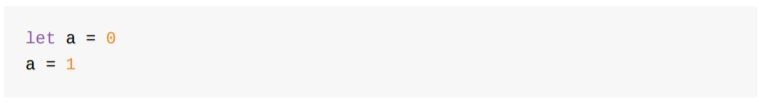 let a = 0
a = 1